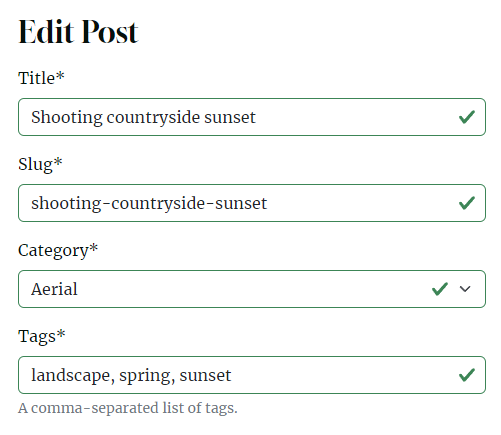 Edit Post
Title*
Shooting countryside sunset
Slug*
shooting-countryside-sunset
Category*
Aerial
Tags*
landscape, spring, sunset
A comma-separated list of tags.